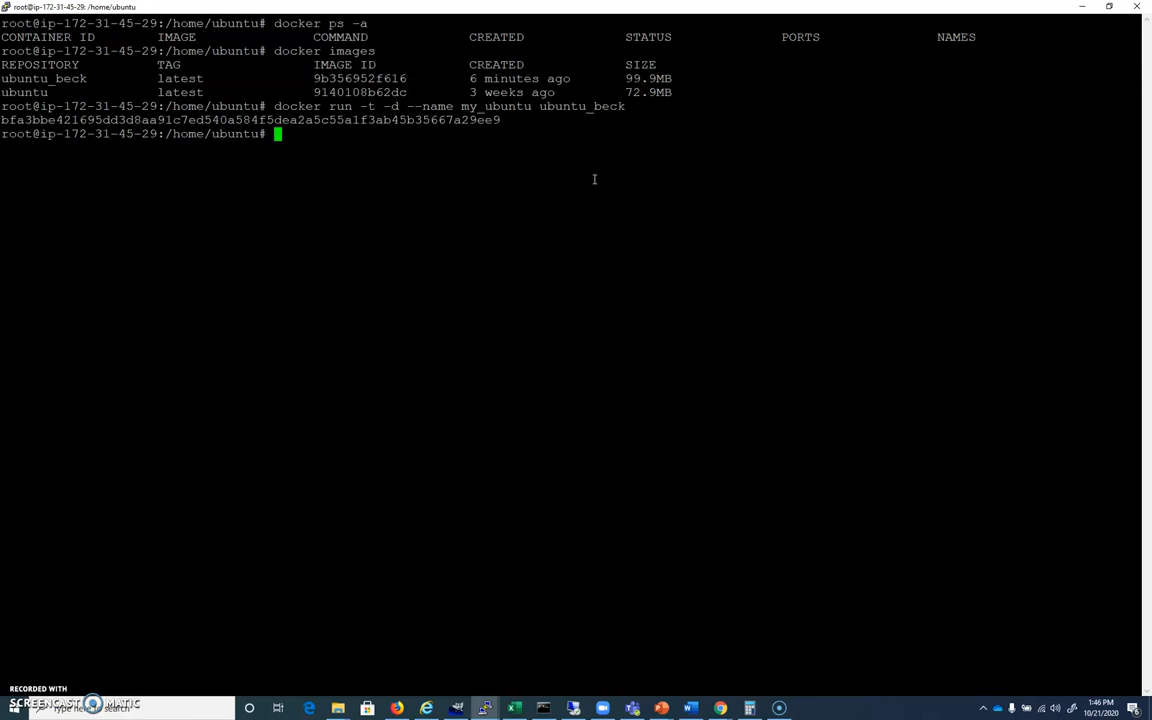 root@ip-172-31-45-29: /home/ubuntu
root@ip-172-31-45-29:/home/ubuntu# docker ps -a
CONTAINER ID IMAGE COMMAND CREATED STATUS PORTS NAMES
root@ip-172-31-45-29:/home/ubuntu# docker images
REPOSITORY TAG IMAGE ID CREATED SIZE
ubuntu_beck latest 9b356952f616 6 minutes ago 99.9MB
ubuntu latest 9140108b62dc 3 weeks ago 72.9MB
root@ip-172-31-45-29:/home/ubuntu# docker run -t -d --name my_ubuntu ubuntu_beck
bfa3bbe421695dd3d8aa91c7ed540a584f5dea2a5c55a1f3ab45b35667a29ee9
root@ip-172-31-45-29:/home/ubuntu#
RECORDED WITH
SCREENCAST MATIC
Type here to search
1:46 PM
10/21/2020